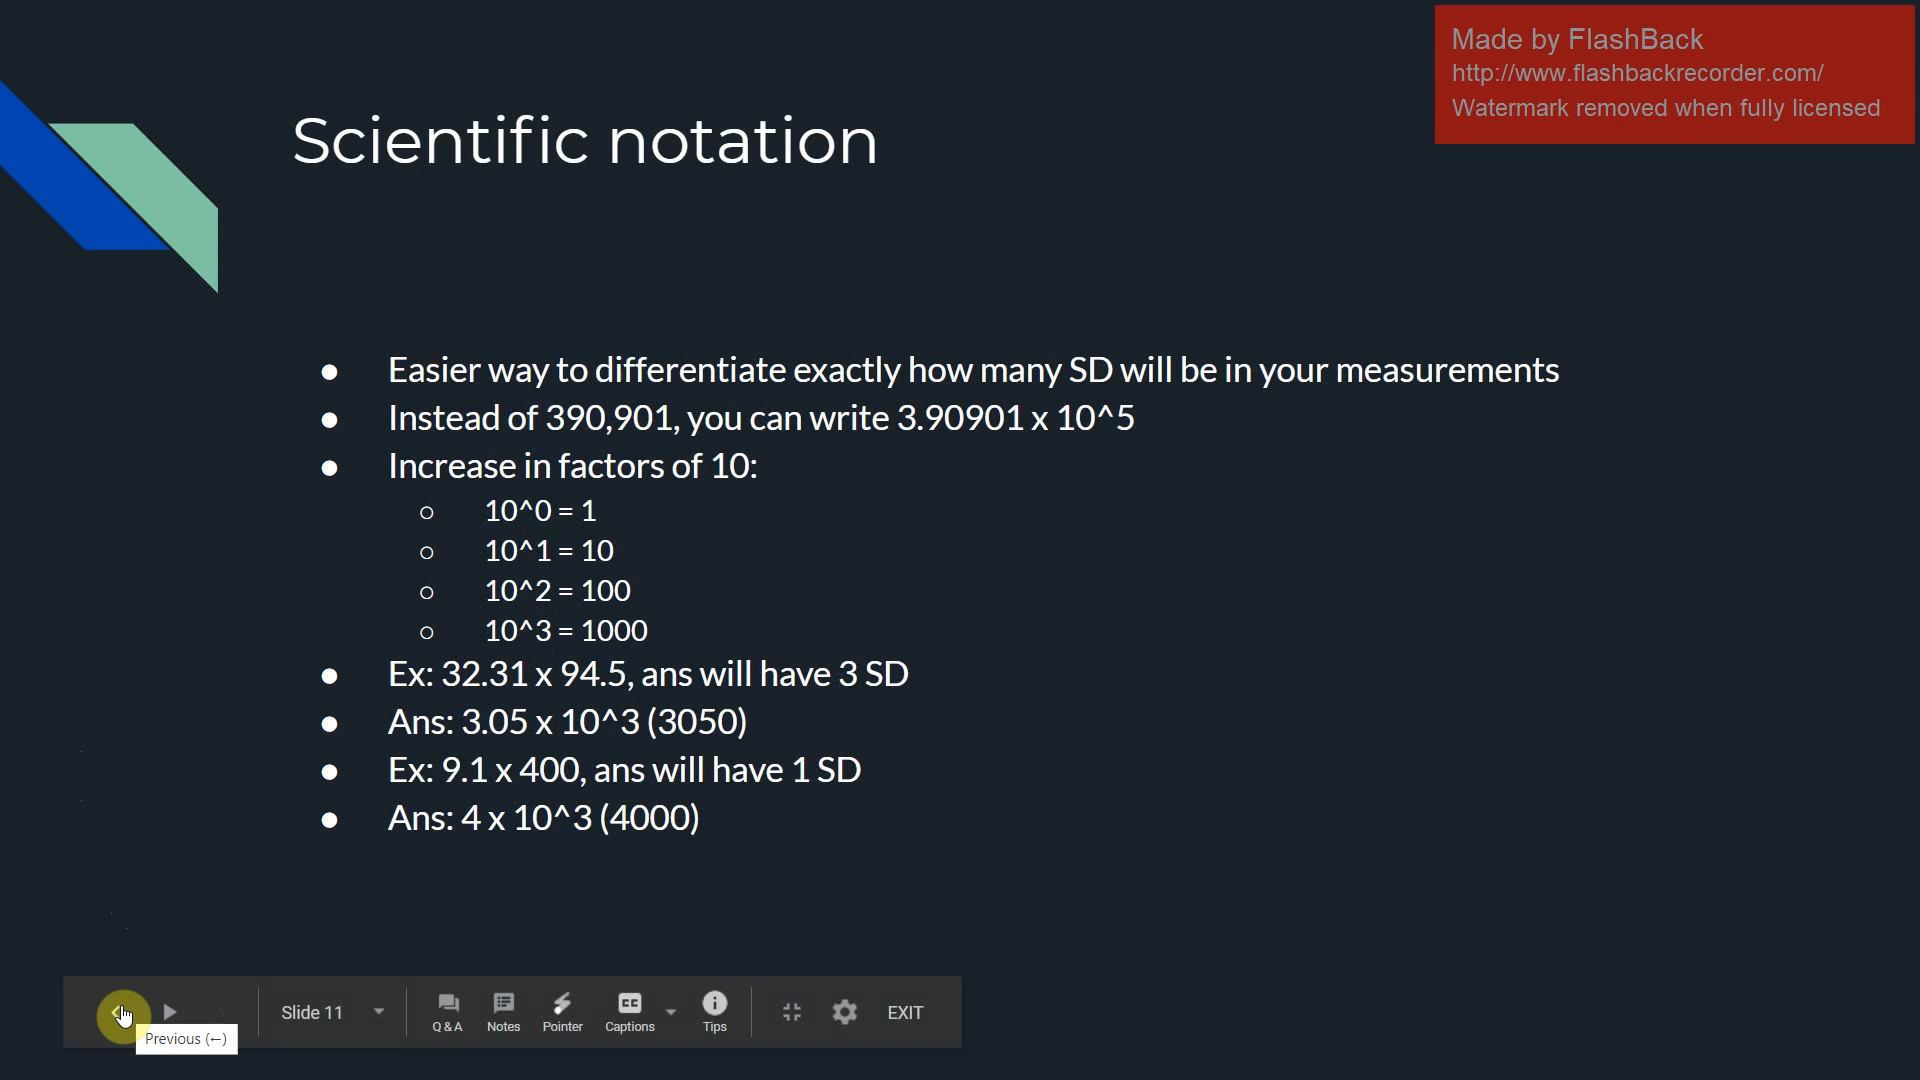 Made by FlashBack
http://www.flashbackrecorder.com/
Watermark removed when fully licensed
Scientific notation
● Easier way to differentiate exactly how many SD will be in your measurements
● Instead of 390,901, you can write 3.90901 x 10^5
● Increase in factors of 10:
○ 10^0 = 1
○ 10^1 = 10
○ 10^2 = 100
○ 10^3 = 1000
● Ex: 32.31 x 94.5, ans will have 3 SD
● Ans: 3.05 x 10^3 (3050)
● Ex: 9.1 x 400, ans will have 1 SD
● Ans: 4 x 10^3 (4000)
Slide 11
Q & A
Notes
Pointer
CC
Captions
Tips
EXIT
Previous (←)